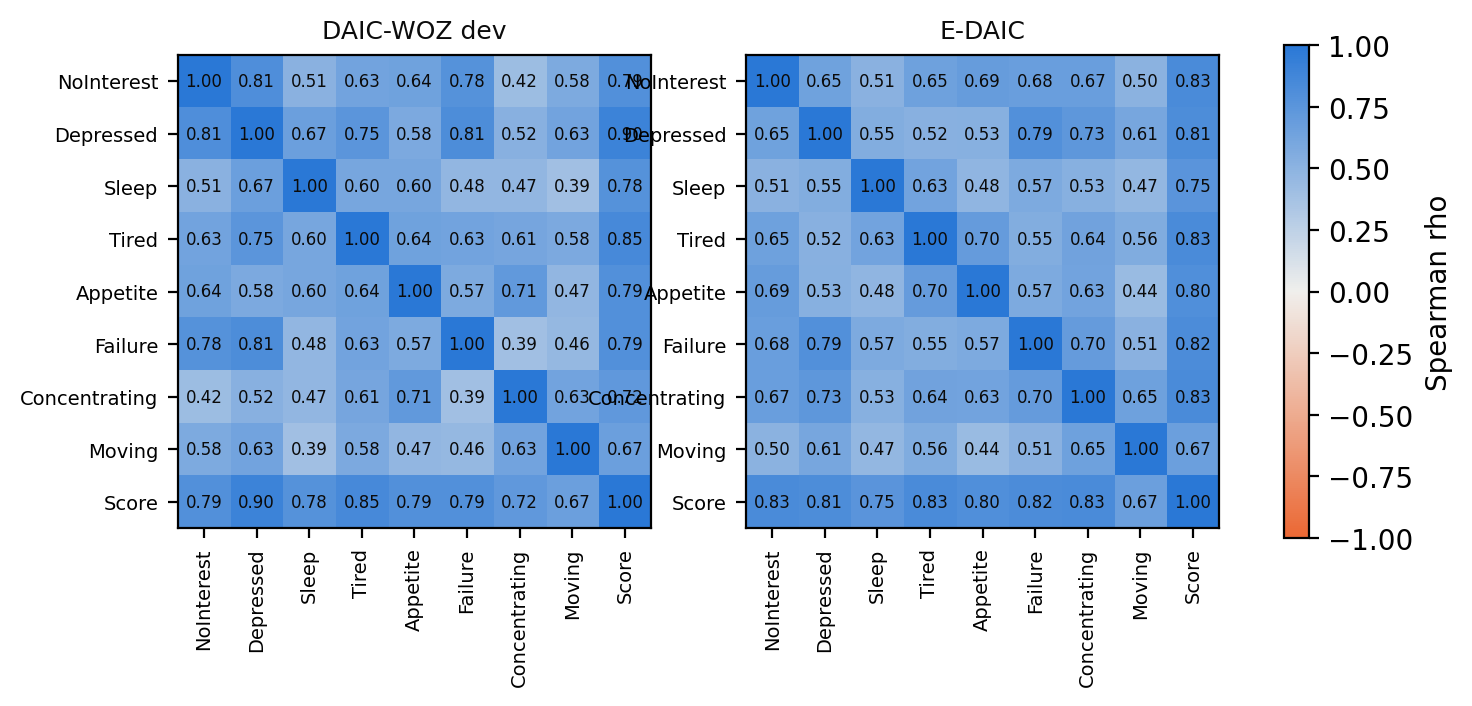 DAIC-WOZ dev E-DAIC
NoInterest 1.00 0.81 0.51 0.63 0.64 0.78 0.42 0.58 0.79 NoInterest 1.00 0.65 0.51 0.65 0.69 0.68 0.67 0.50 0.83 1.00
Depressed 0.81 1.00 0.67 0.75 0.58 0.81 0.52 0.63 0.90 Depressed 0.65 1.00 0.55 0.52 0.53 0.79 0.73 0.61 0.81 0.75
Sleep 0.51 0.67 1.00 0.60 0.60 0.48 0.47 0.39 0.78 Sleep 0.51 0.55 1.00 0.63 0.48 0.57 0.53 0.47 0.75 0.50
Tired 0.63 0.75 0.60 1.00 0.64 0.63 0.61 0.58 0.85 Tired 0.65 0.52 0.63 1.00 0.70 0.55 0.64 0.56 0.83 0.25
Appetite 0.64 0.58 0.60 0.64 1.00 0.57 0.71 0.47 0.79 Appetite 0.69 0.53 0.48 0.70 1.00 0.57 0.63 0.44 0.80 0.00
Failure 0.78 0.81 0.48 0.63 0.57 1.00 0.39 0.46 0.79 Failure 0.68 0.79 0.57 0.55 0.57 1.00 0.70 0.51 0.82 −0.25
Concentrating 0.42 0.52 0.47 0.61 0.71 0.39 1.00 0.63 0.72 Concentrating 0.67 0.73 0.53 0.64 0.63 0.70 1.00 0.65 0.83 −0.50
Moving 0.58 0.63 0.39 0.58 0.47 0.46 0.63 1.00 0.67 Moving 0.50 0.61 0.47 0.56 0.44 0.51 0.65 1.00 0.67 −0.75
Score 0.79 0.90 0.78 0.85 0.79 0.79 0.72 0.67 1.00 Score 0.83 0.81 0.75 0.83 0.80 0.82 0.83 0.67 1.00 −1.00
NoInterest Depressed Sleep Tired Appetite Failure Concentrating Moving Score NoInterest Depressed Sleep Tired Appetite Failure Concentrating Moving Score
Spearman rho